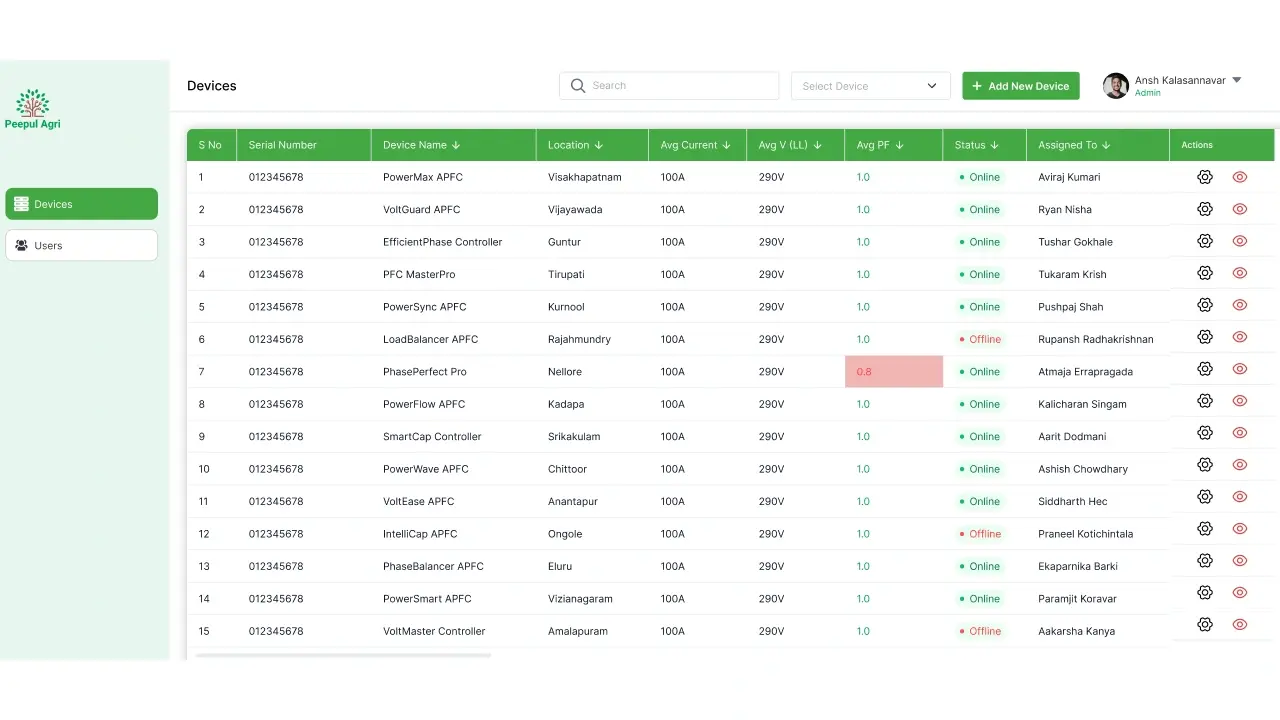 Peepul Agri
Devices
Users
Devices
Search
Select Device
+ Add New Device
Ansh Kalasannavar
Admin
S No Serial Number Device Name ↓ Location ↓ Avg Current ↓ Avg V (LL) ↓ Avg PF ↓ Status ↓ Assigned To ↓ Actions
1 012345678 PowerMax APFC Visakhapatnam 100A 290V 1.0 Online Aviraj Kumari
2 012345678 VoltGuard APFC Vijayawada 100A 290V 1.0 Online Ryan Nisha
3 012345678 EfficientPhase Controller Guntur 100A 290V 1.0 Online Tushar Gokhale
4 012345678 PFC MasterPro Tirupati 100A 290V 1.0 Online Tukaram Krish
5 012345678 PowerSync APFC Kurnool 100A 290V 1.0 Online Pushpaj Shah
6 012345678 LoadBalancer APFC Rajahmundry 100A 290V 1.0 Offline Rupansh Radhakrishnan
7 012345678 PhasePerfect Pro Nellore 100A 290V 0.8 Online Atmaja Errapragada
8 012345678 PowerFlow APFC Kadapa 100A 290V 1.0 Online Kalicharan Singam
9 012345678 SmartCap Controller Srikakulam 100A 290V 1.0 Online Aarit Dodmani
10 012345678 PowerWave APFC Chittoor 100A 290V 1.0 Online Ashish Chowdhary
11 012345678 VoltEase APFC Anantapur 100A 290V 1.0 Online Siddharth Hec
12 012345678 IntelliCap APFC Ongole 100A 290V 1.0 Offline Praneel Kotichintala
13 012345678 PhaseBalancer APFC Eluru 100A 290V 1.0 Online Ekaparnika Barki
14 012345678 PowerSmart APFC Vizianagaram 100A 290V 1.0 Online Paramjit Koravar
15 012345678 VoltMaster Controller Amalapuram 100A 290V 1.0 Offline Aakarsha Kanya